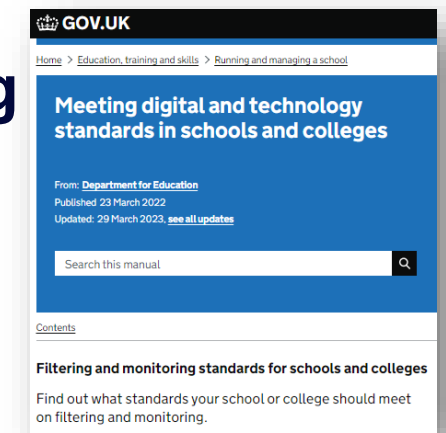 GOV.UK
Home > Education, training and skills > Running and managing a school
g
Meeting digital and technology
standards in schools and colleges
From: Department for Education
Published 23 March 2022
Updated: 29 March 2023, see all updates
Search this manual
Contents
Filtering and monitoring standards for schools and colleges
Find out what standards your school or college should meet
on filtering and monitoring.